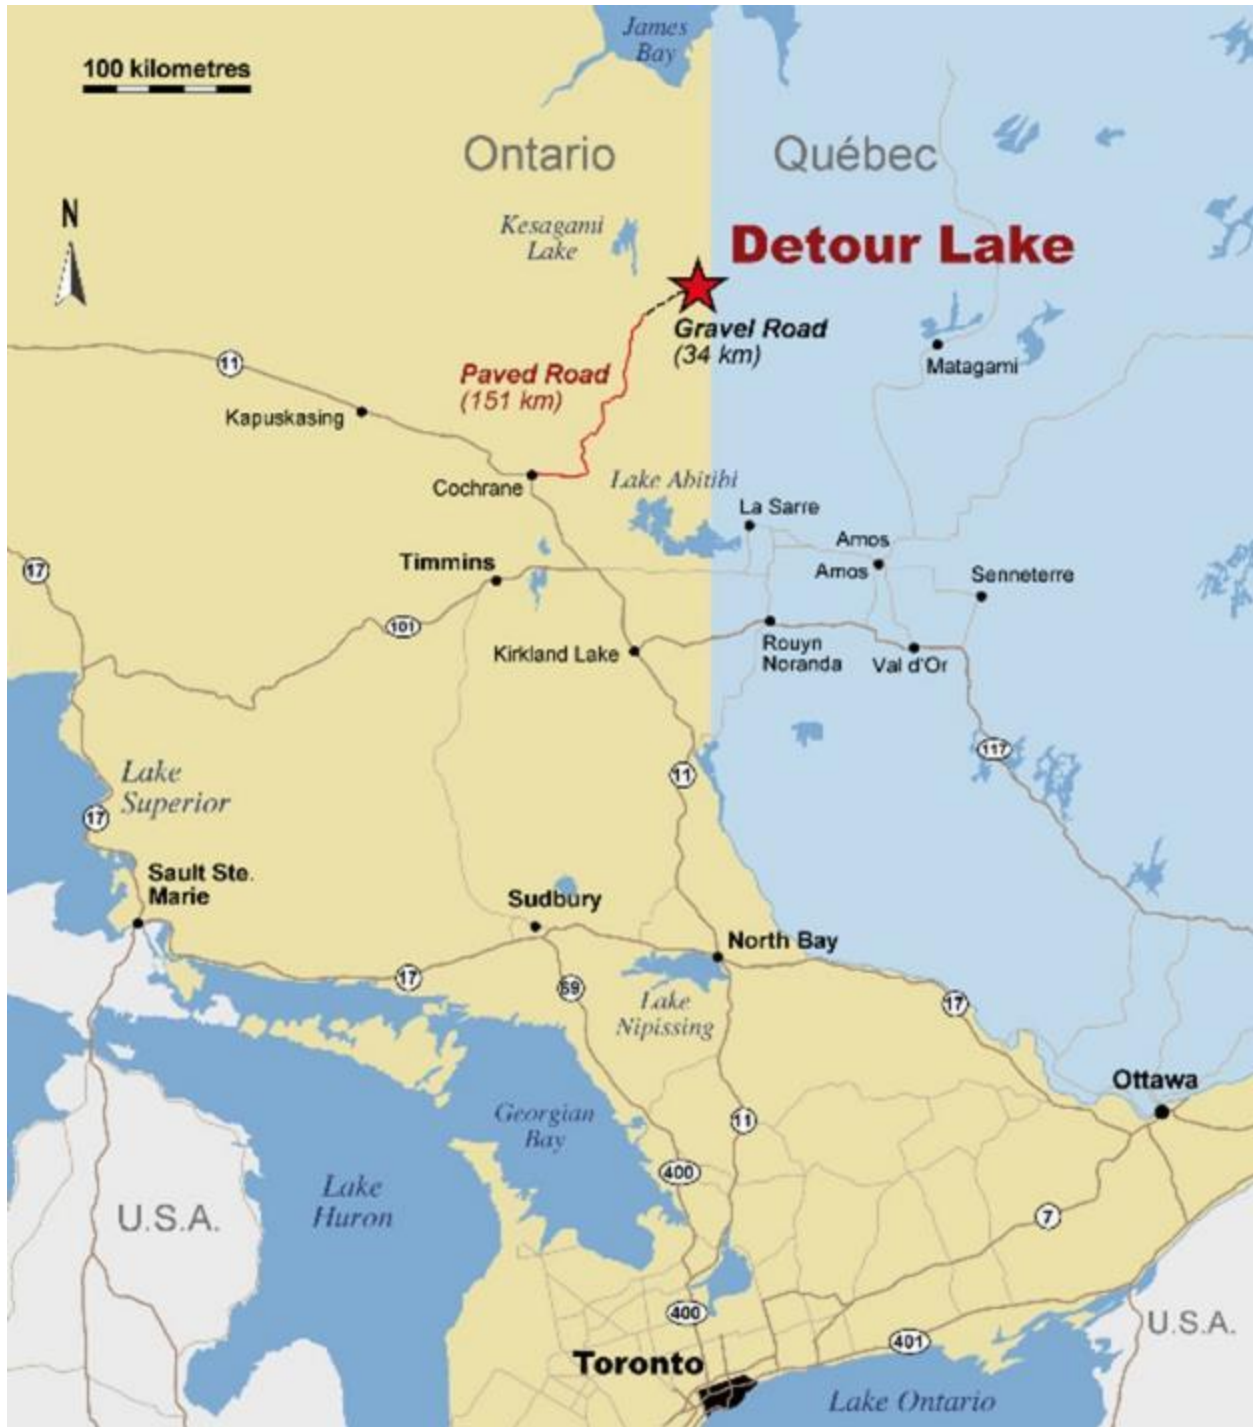 James
Bay
100 kilometres
Ontario
Québec
N
Kesagami
Lake
Detour Lake
Gravel Road
(34 km)
11
Paved Road
(151 km)
Matagami
Kapuskasing
Cochrane
Lake Abitibi
La Sarre
Amos
Timmins
17
Amos
Senneterre
101
Kirkland Lake
Rouyn
Noranda
Val d'Or
117
Lake
Superior
11
17
Sault Ste.
Marie
Sudbury
North Bay
17
69
Lake
Nipissing
17
Ottawa
Georgian
Bay
11
400
Lake
Huron
U.S.A.
7
400
401
U.S.A.
Toronto
Lake Ontario